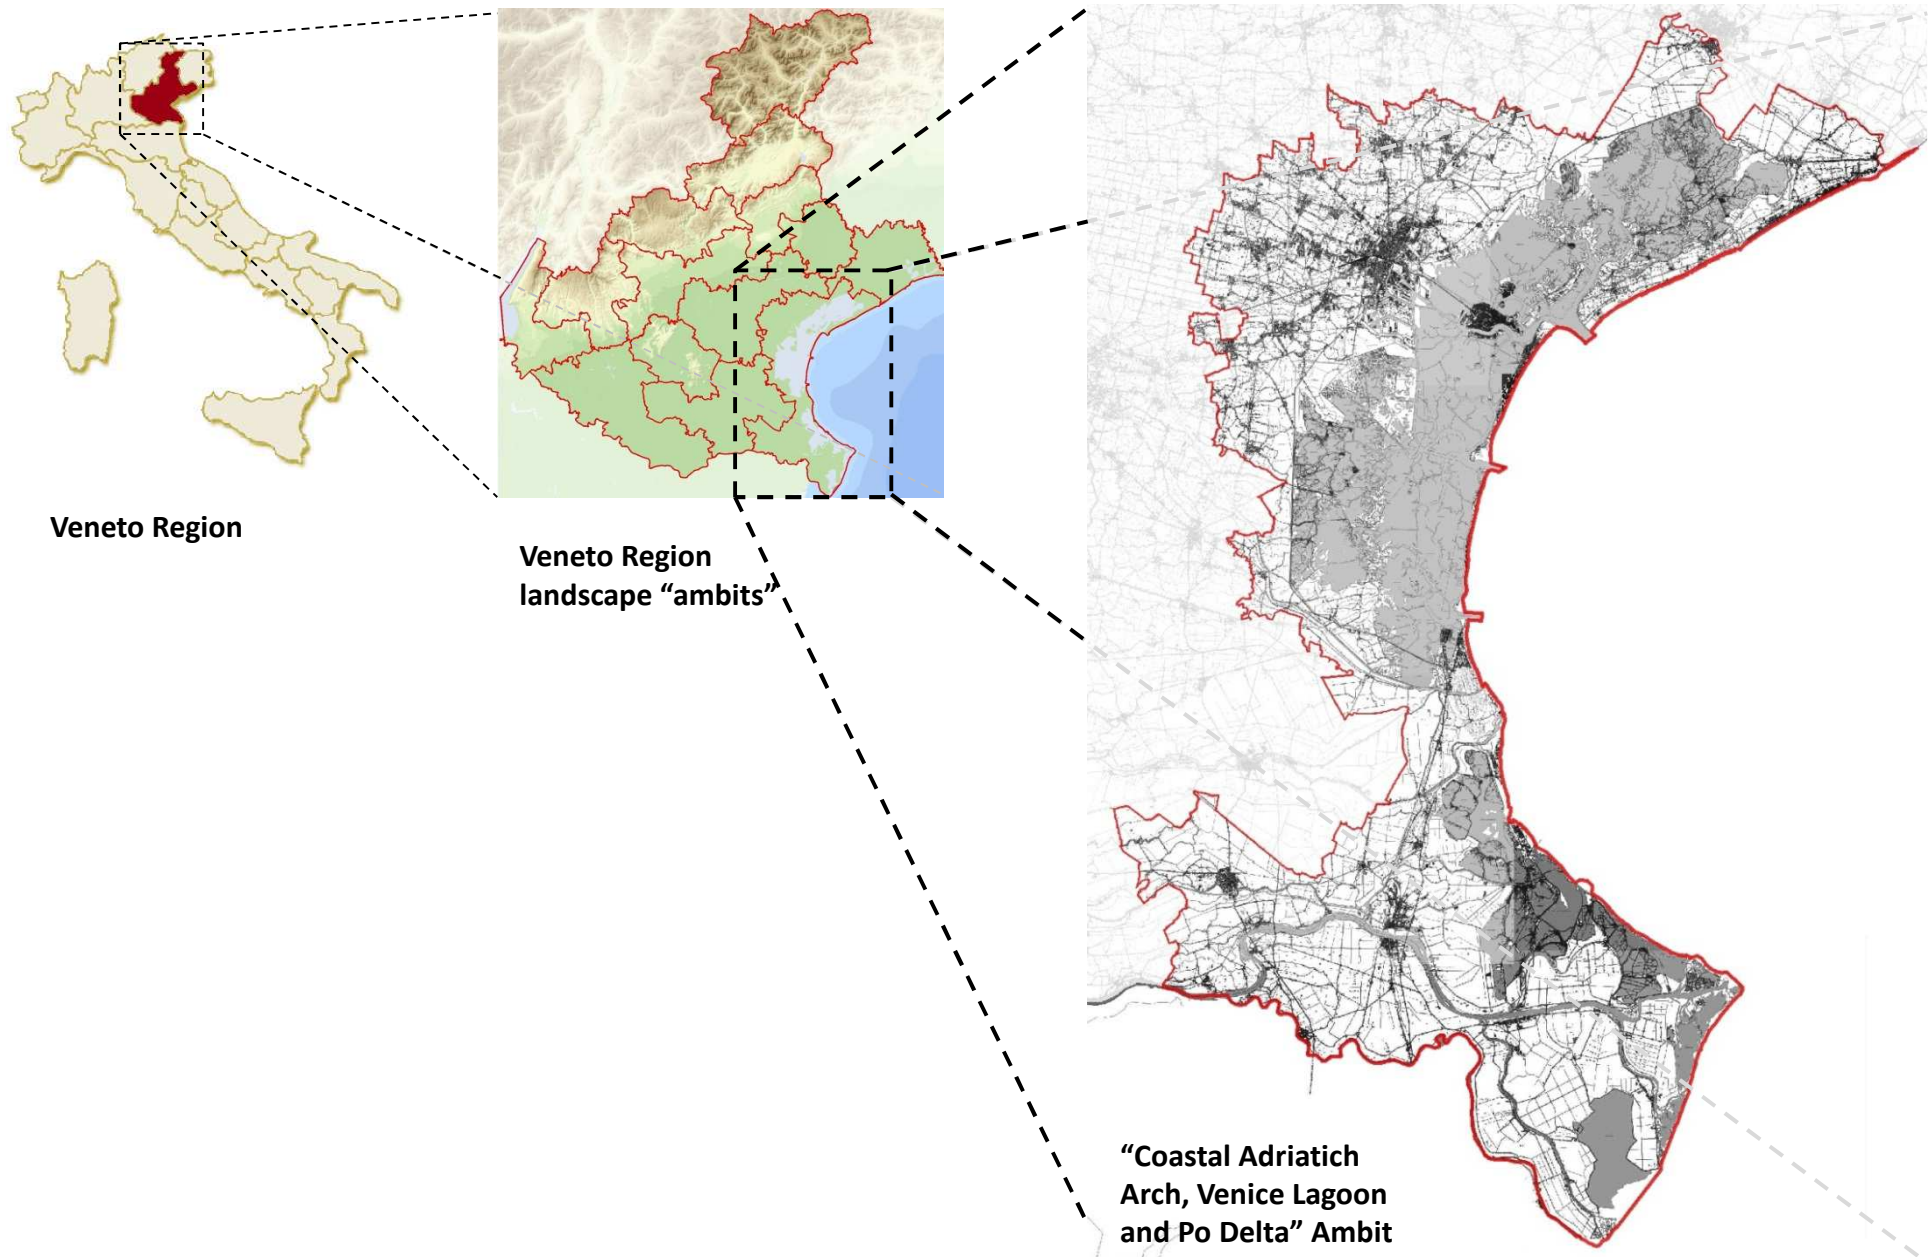 Veneto Region
Veneto Region
landscape “ambits”
“Coastal Adriatich
Arch, Venice Lagoon
and Po Delta” Ambit